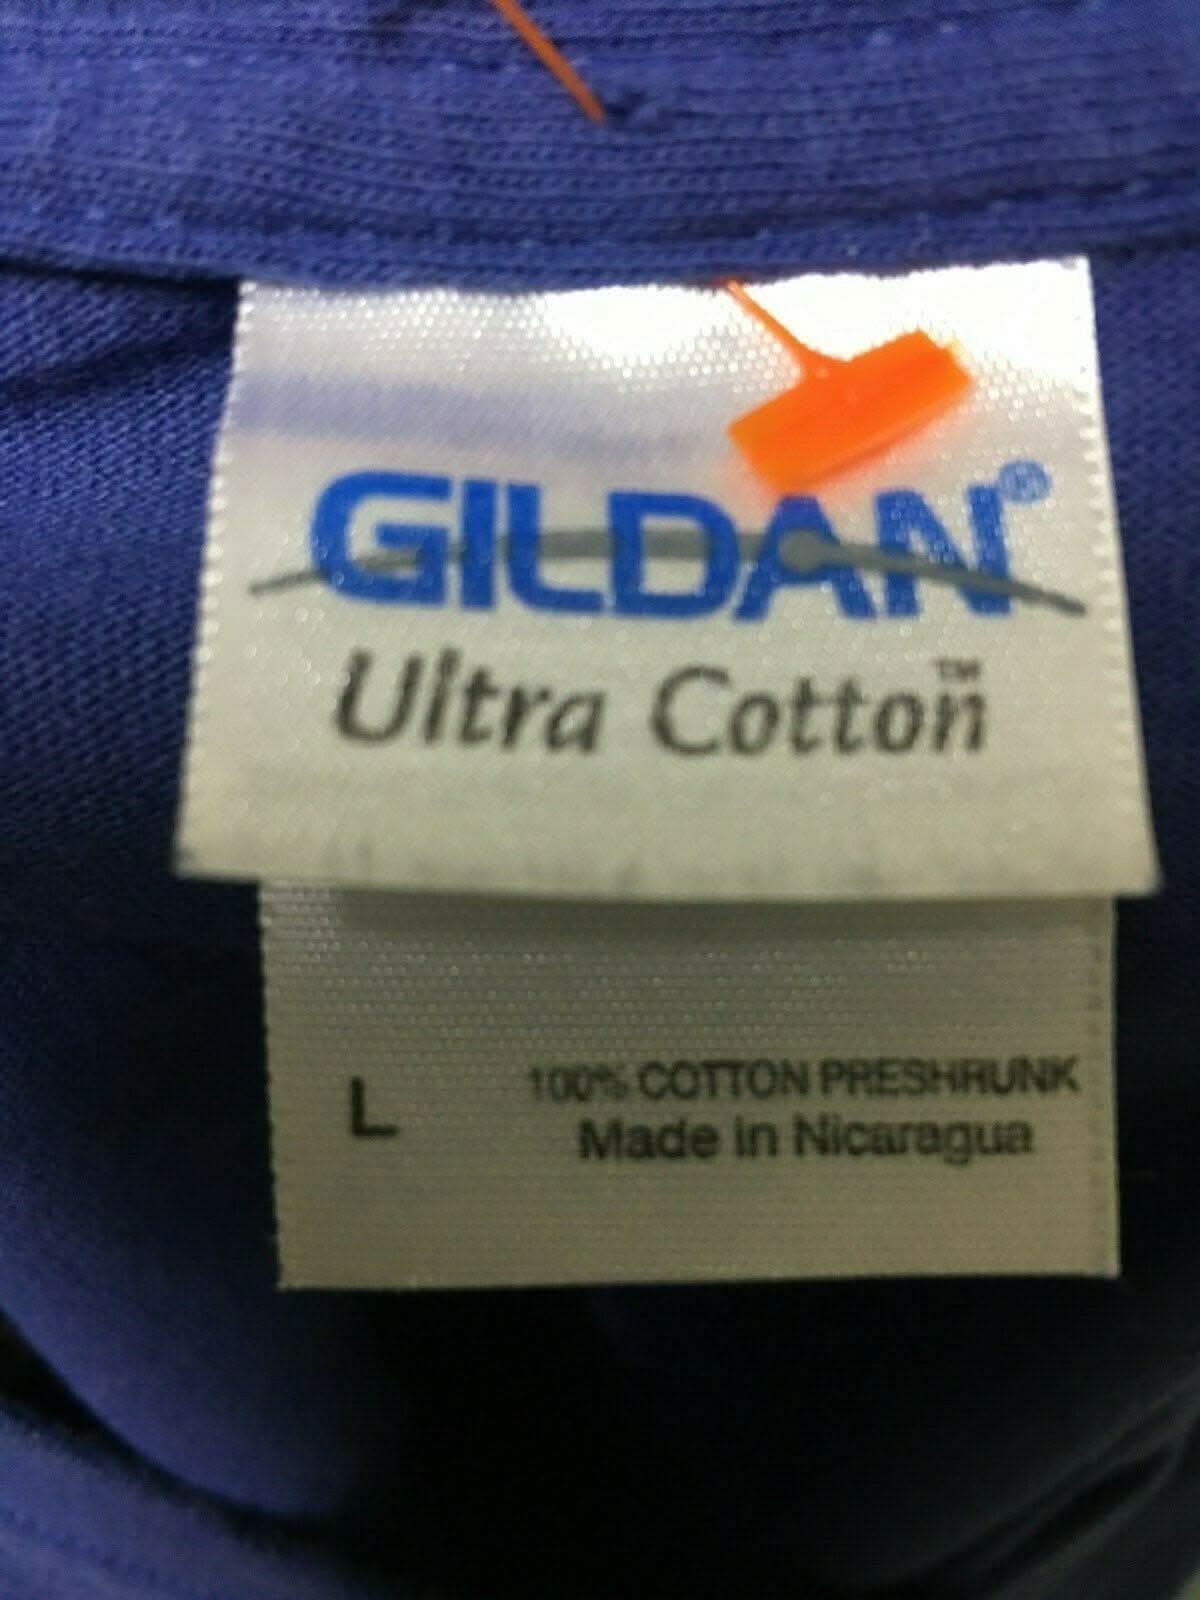 GILDAN®
Ultra Cotton™
L
100% COTTON PRESHRUNK
Made in Nicaragua